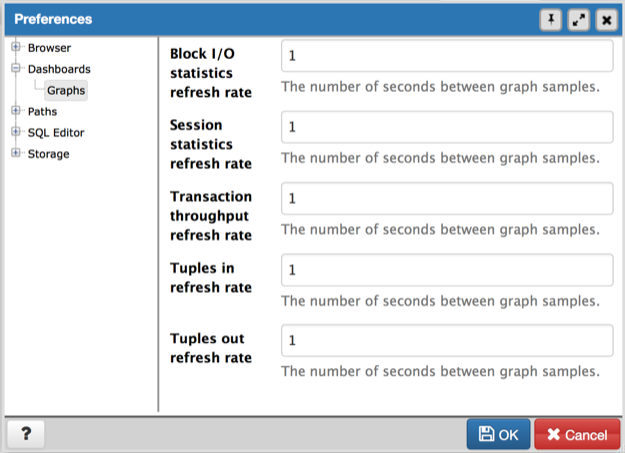 Preferences
Browser
Dashboards
Graphs
Paths
SQL Editor
Storage
Block I/O
statistics
refresh rate
1
The number of seconds between graph samples.
Session
statistics
refresh rate
1
The number of seconds between graph samples.
Transaction
throughput
refresh rate
1
The number of seconds between graph samples.
Tuples in
refresh rate
1
The number of seconds between graph samples.
Tuples out
refresh rate
1
The number of seconds between graph samples.
?
OK
Cancel